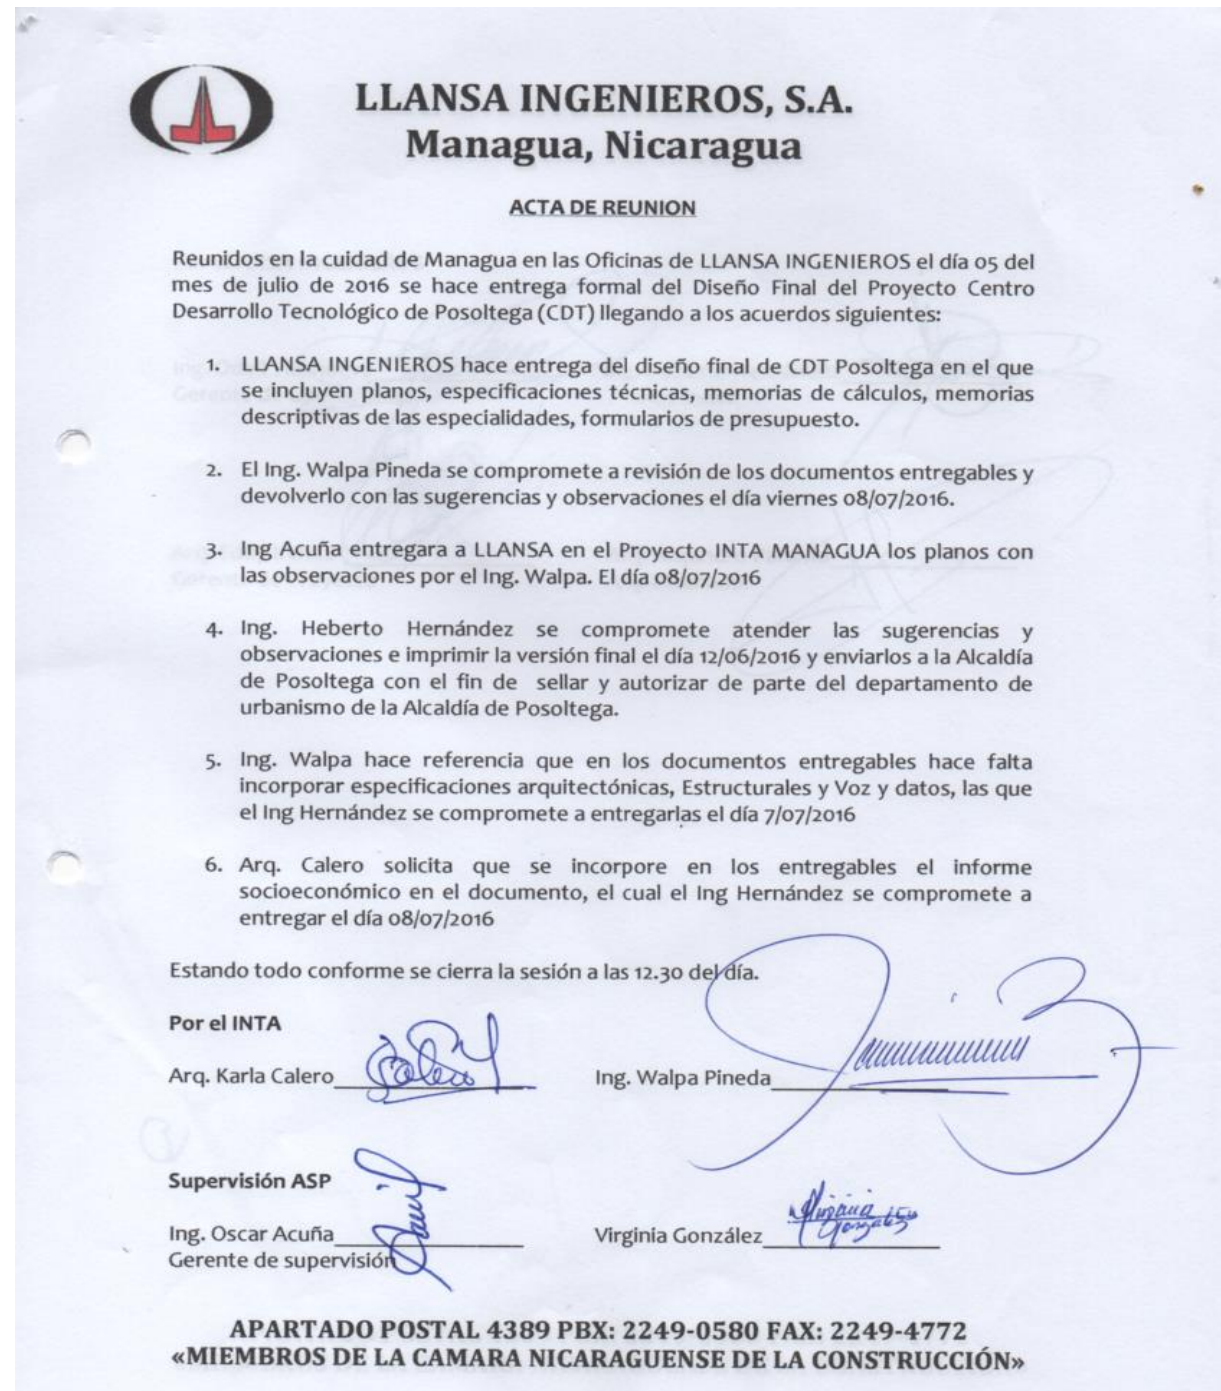 LLANSA INGENIEROS, S.A.
Managua, Nicaragua
ACTA DE REUNION
Reunidos en la cuidad de Managua en las Oficinas de LLANSA INGENIEROS el día 05 del
mes de julio de 2016 se hace entrega formal del Diseño Final del Proyecto Centro
Desarrollo Tecnológico de Posoltega (CDT) llegando a los acuerdos siguientes:
1. LLANSA INGENIEROS hace entrega del diseño final de CDT Posoltega en el que
se incluyen planos, especificaciones técnicas, memorias de cálculos, memorias
descriptivas de las especialidades, formularios de presupuesto.
2. El Ing. Walpa Pineda se compromete a revisión de los documentos entregables y
devolverlo con las sugerencias y observaciones el día viernes 08/07/2016.
3. Ing Acuña entregara a LLANSA en el Proyecto INTA MANAGUA los planos con
las observaciones por el Ing. Walpa. El día 08/07/2016
4. Ing. Heberto Hernández se compromete atender las sugerencias y
observaciones e imprimir la versión final el día 12/06/2016 y enviarlos a la Alcaldía
de Posoltega con el fin de sellar y autorizar de parte del departamento de
urbanismo de la Alcaldía de Posoltega.
5. Ing. Walpa hace referencia que en los documentos entregables hace falta
incorporar especificaciones arquitectónicas, Estructurales y Voz y datos, las que
el Ing Hernández se compromete a entregarlas el día 7/07/2016
6. Arq. Calero solicita que se incorpore en los entregables el informe
socioeconómico en el documento, el cual el Ing Hernández se compromete a
entregar el día 08/07/2016
Estando todo conforme se cierra la sesión a las 12.30 del día.
Por el INTA
Arq. Karla Calero Calero Ing. Walpa Pineda
Supervisión ASP
Ing. Oscar Acuña Virginia González Virginia González
Gerente de supervisión
APARTADO POSTAL 4389 PBX: 2249-0580 FAX: 2249-4772
«MIEMBROS DE LA CAMARA NICARAGUENSE DE LA CONSTRUCCIÓN»